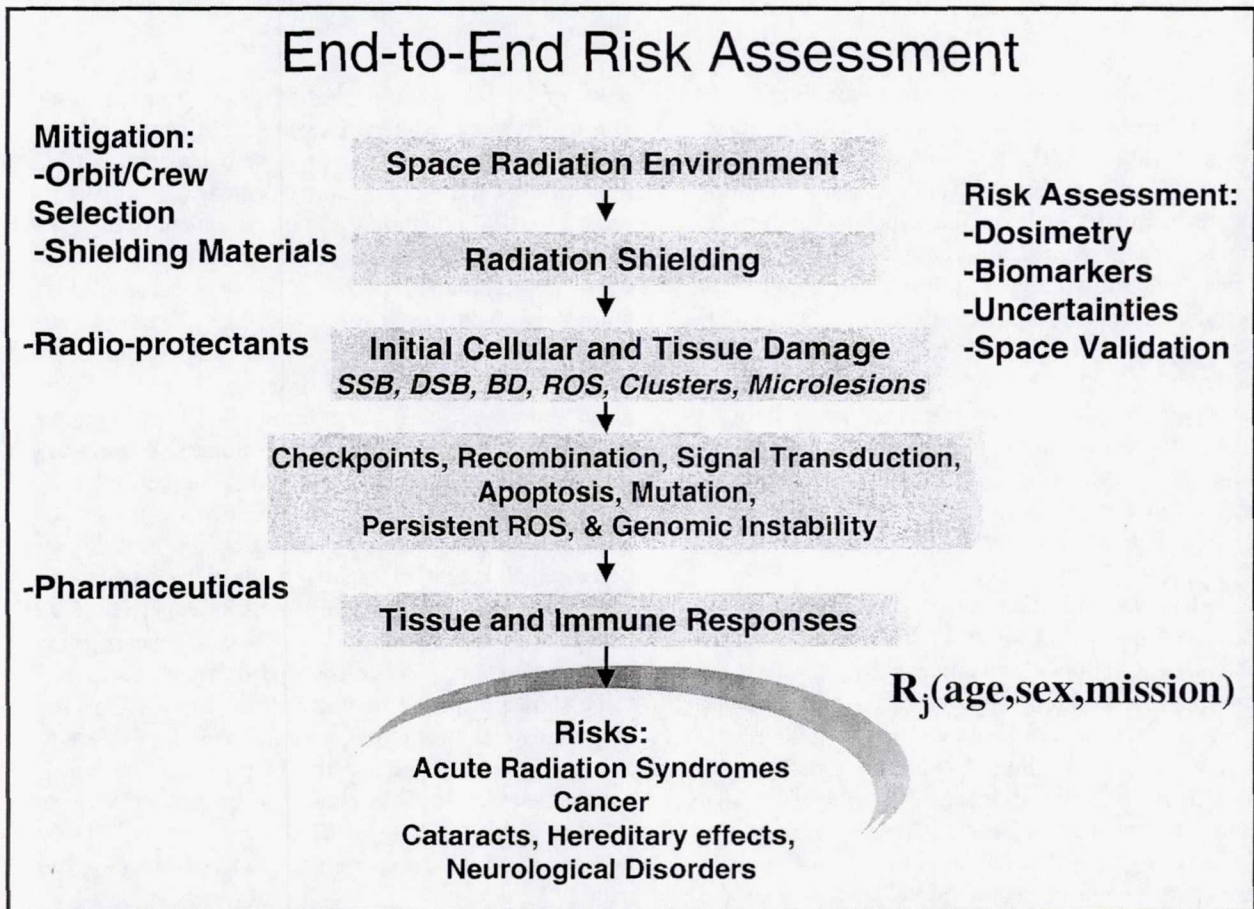 End-to-End Risk Assessment
Mitigation:
-Orbit/Crew
Selection
-Shielding Materials
-Radio-protectants
-Pharmaceuticals
Space Radiation Environment
Radiation Shielding
Initial Cellular and Tissue Damage
SSB, DSB, BD, ROS, Clusters, Microlesions
Checkpoints, Recombination, Signal Transduction,
Apoptosis, Mutation,
Persistent ROS, & Genomic Instability
Tissue and Immune Responses
Risks:
Acute Radiation Syndromes
Cancer
Cataracts, Hereditary effects,
Neurological Disorders
Risk Assessment:
-Dosimetry
-Biomarkers
-Uncertainties
-Space Validation
Rj(age,sex,mission)